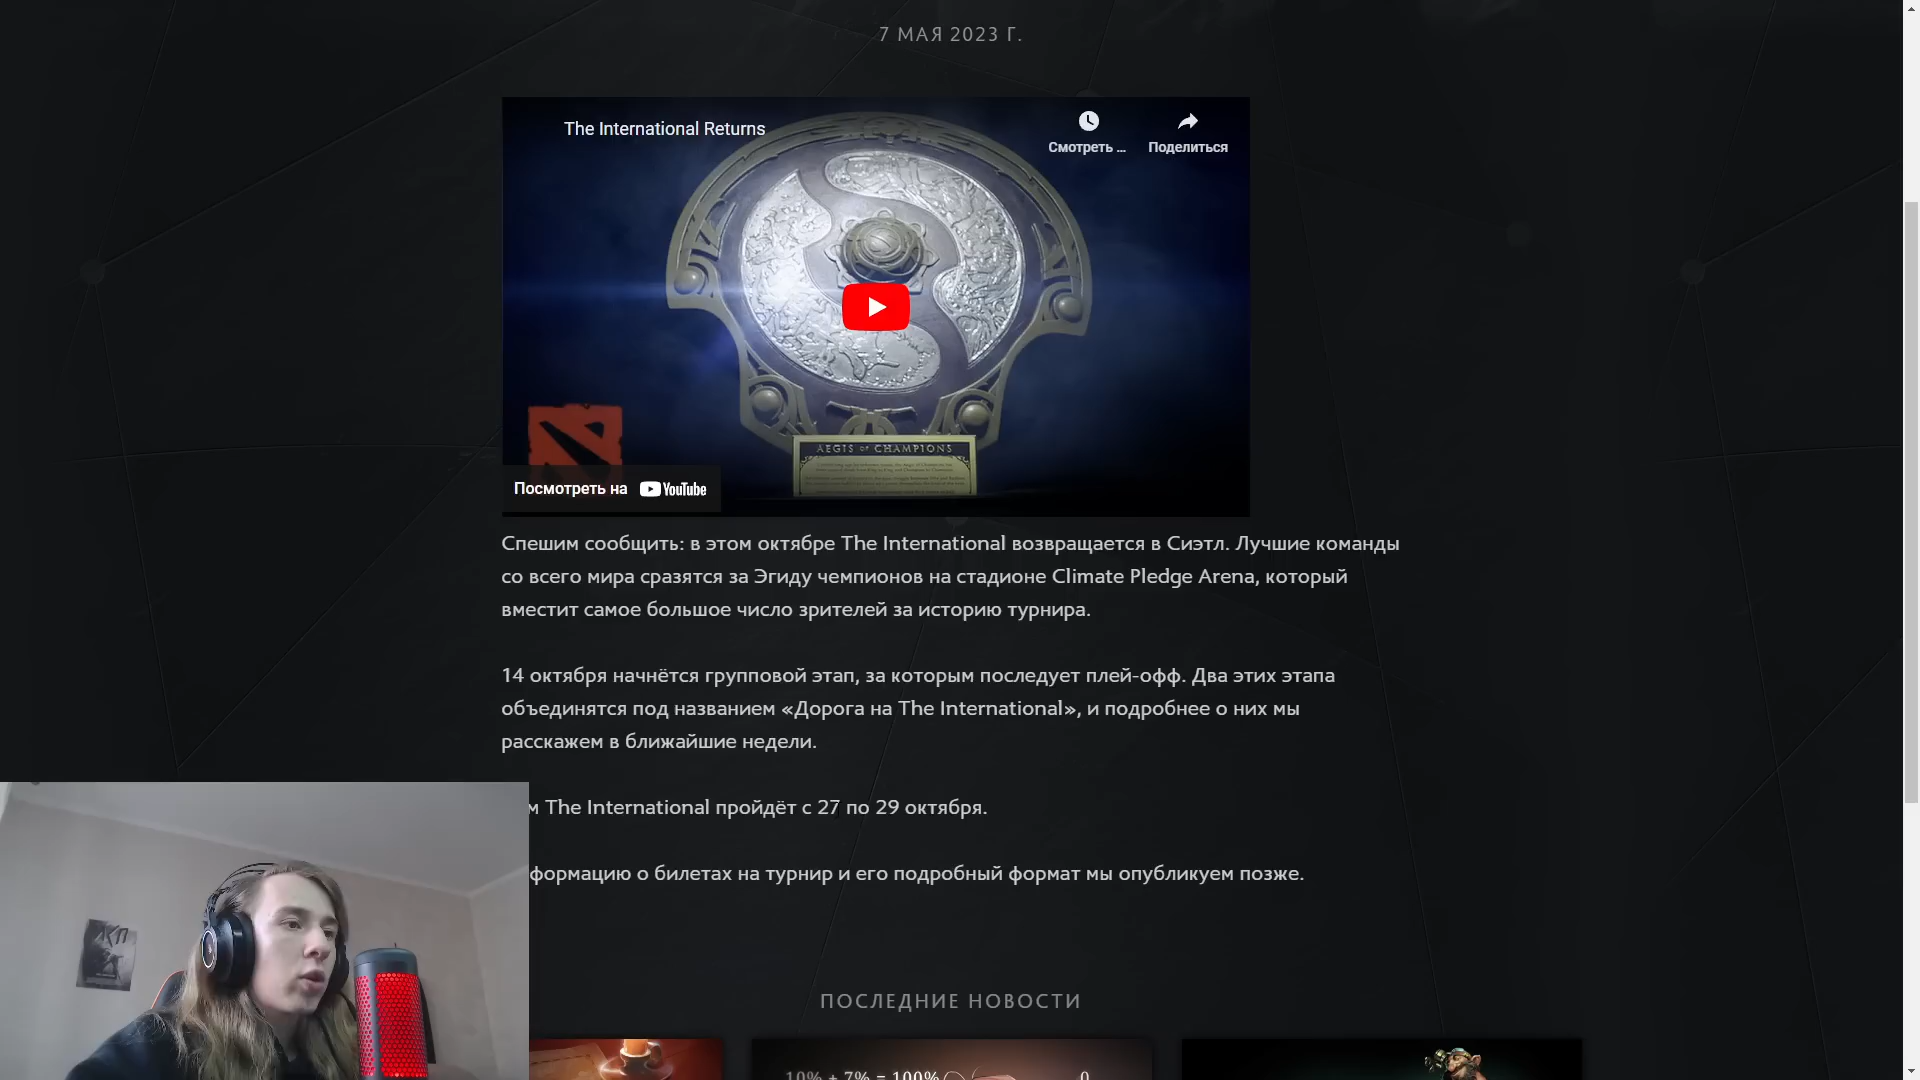 7 МАЯ 2023 Г.
The International Returns
Смотреть ...
Поделиться
AEGIS OF CHAMPIONS
Посмотреть на YouTube
Спешим сообщить: в этом октябре The International возвращается в Сиэтл. Лучшие команды
со всего мира сразятся за Эгиду чемпионов на стадионе Climate Pledge Arena, который
вместит самое большое число зрителей за историю турнира.
14 октября начнётся групповой этап, за которым последует плей-офф. Два этих этапа
объединятся под названием «Дорога на The International», и подробнее о них мы
расскажем в ближайшие недели.
м The International пройдёт с 27 по 29 октября.
формацию о билетах на турнир и его подробный формат мы опубликуем позже.
ПОСЛЕДНИЕ НОВОСТИ
10% + 7% = 100%
0